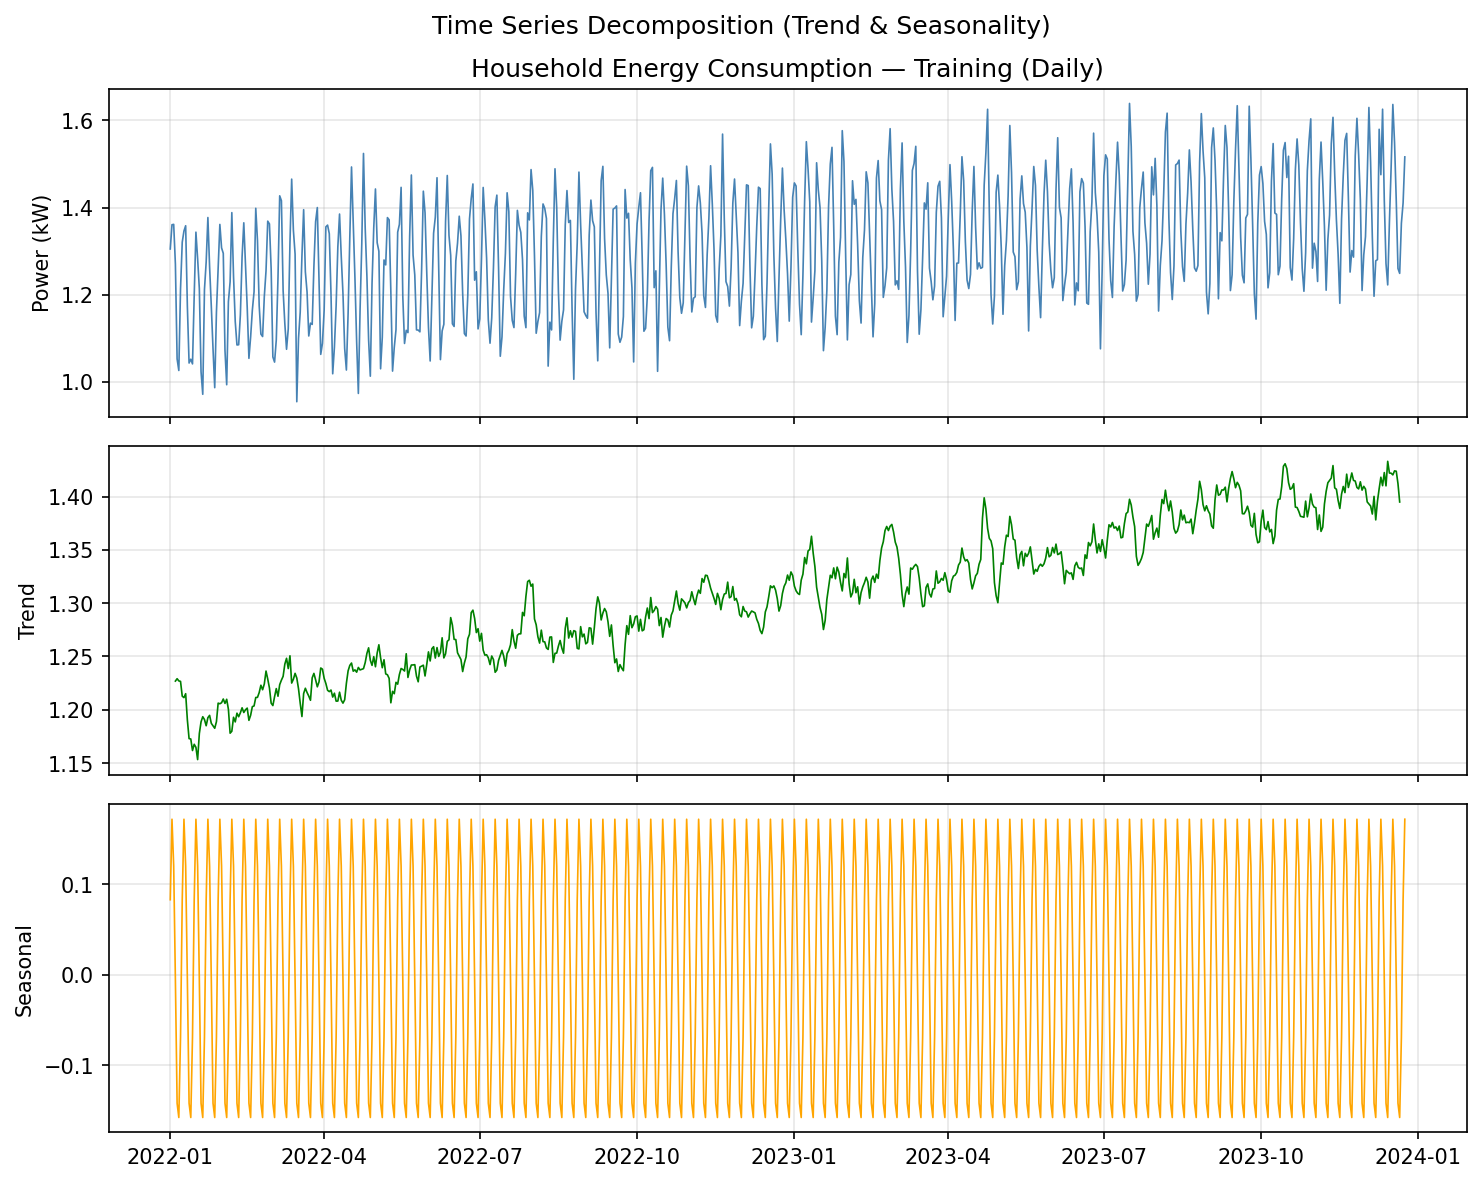 Time Series Decomposition (Trend & Seasonality)
Household Energy Consumption — Training (Daily)
Power (kW)
1.6
1.4
1.2
1.0
Trend
1.40
1.35
1.30
1.25
1.20
1.15
Seasonal
0.1
0.0
−0.1
2022-01 2022-04 2022-07 2022-10 2023-01 2023-04 2023-07 2023-10 2024-01